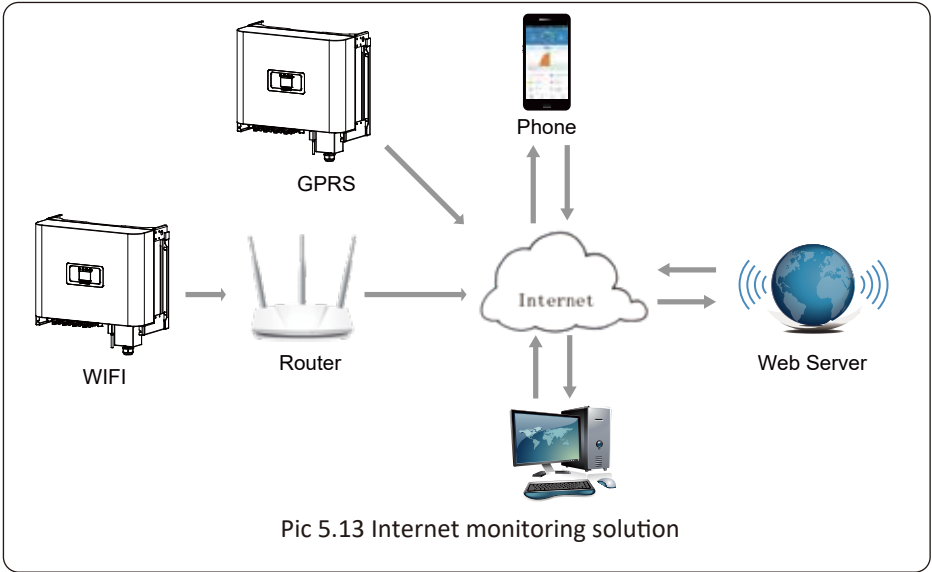 Phone
GPRS
Internet
WIFI
Router
Web Server
Pic 5.13 Internet monitoring solution